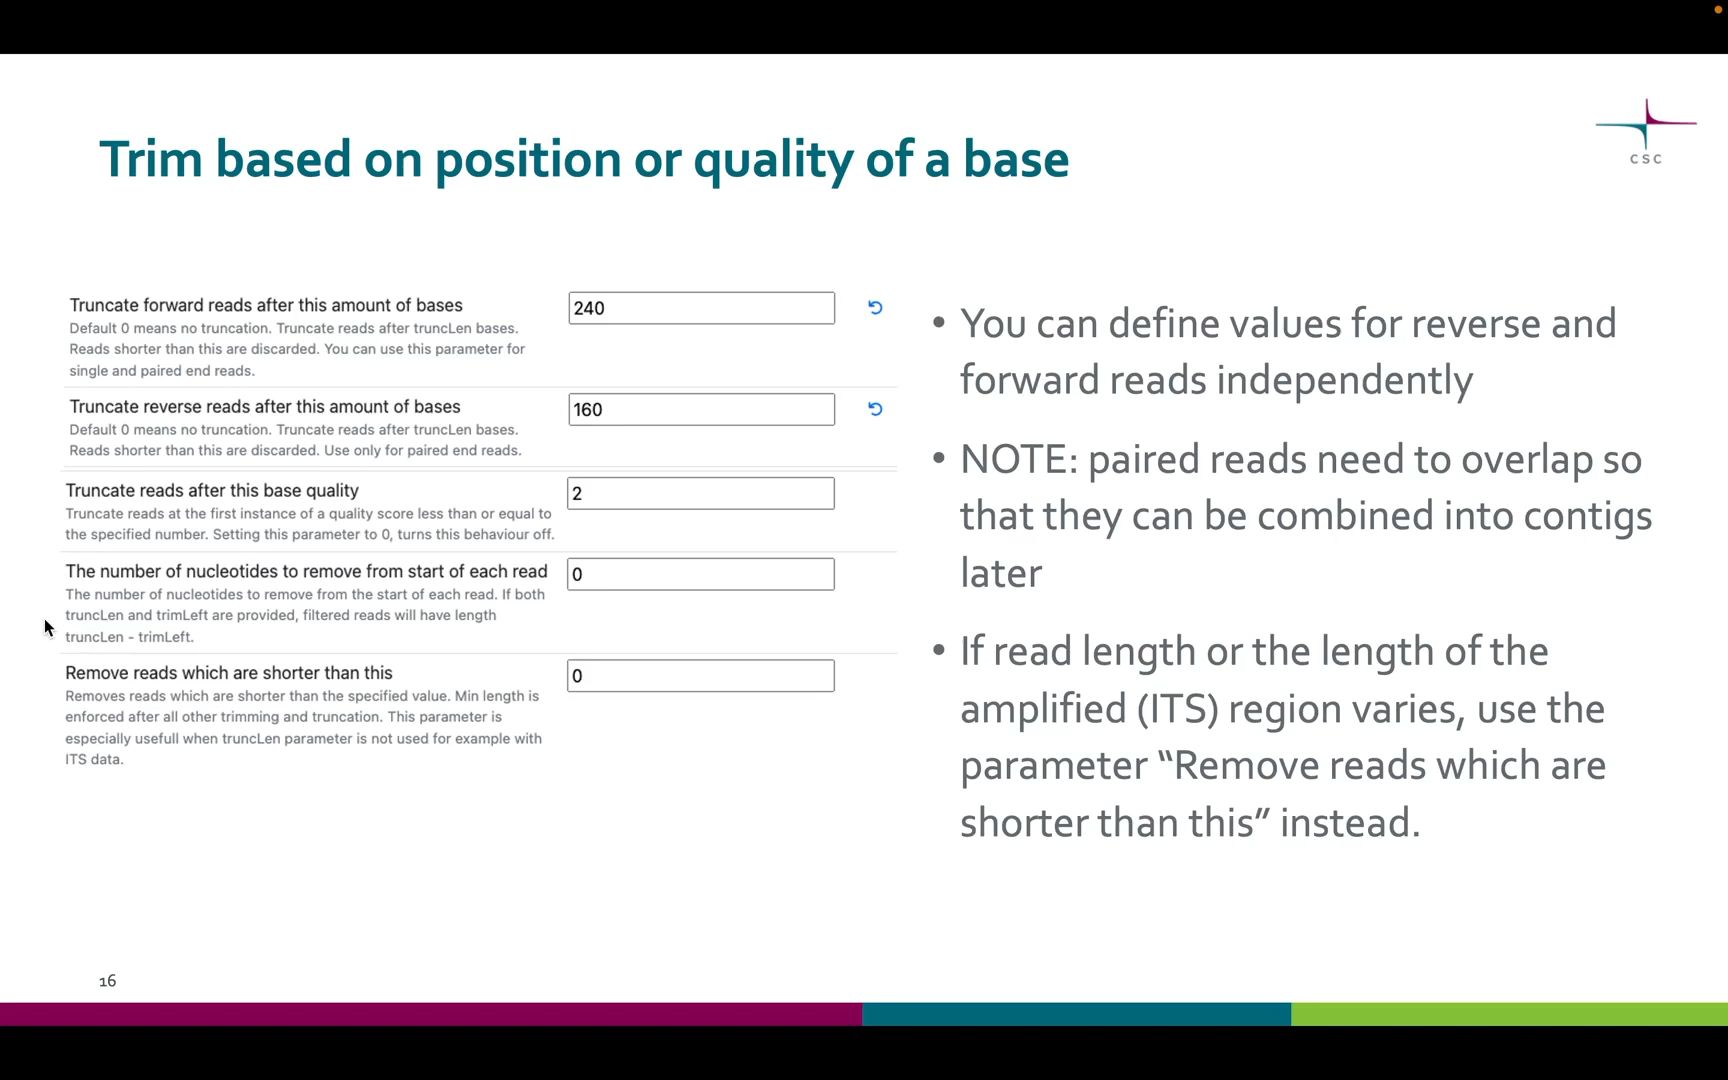 Trim based on position or quality of a base
CSC
Truncate forward reads after this amount of bases
240
Default 0 means no truncation. Truncate reads after truncLen bases.
Reads shorter than this are discarded. You can use this parameter for
single and paired end reads.
Truncate reverse reads after this amount of bases
160
Default 0 means no truncation. Truncate reads after truncLen bases.
Reads shorter than this are discarded. Use only for paired end reads.
Truncate reads after this base quality
2
Truncate reads at the first instance of a quality score less than or equal to
the specified number. Setting this parameter to 0, turns this behaviour off.
The number of nucleotides to remove from start of each read
0
The number of nucleotides to remove from the start of each read. If both
truncLen and trimLeft are provided, filtered reads will have length
truncLen - trimLeft.
Remove reads which are shorter than this
0
Removes reads which are shorter than the specified value. Min length is
enforced after all other trimming and truncation. This parameter is
especially usefull when truncLen parameter is not used for example with
ITS data.
• You can define values for reverse and
forward reads independently
• NOTE: paired reads need to overlap so
that they can be combined into contigs
later
• If read length or the length of the
amplified (ITS) region varies, use the
parameter “Remove reads which are
shorter than this” instead.
16